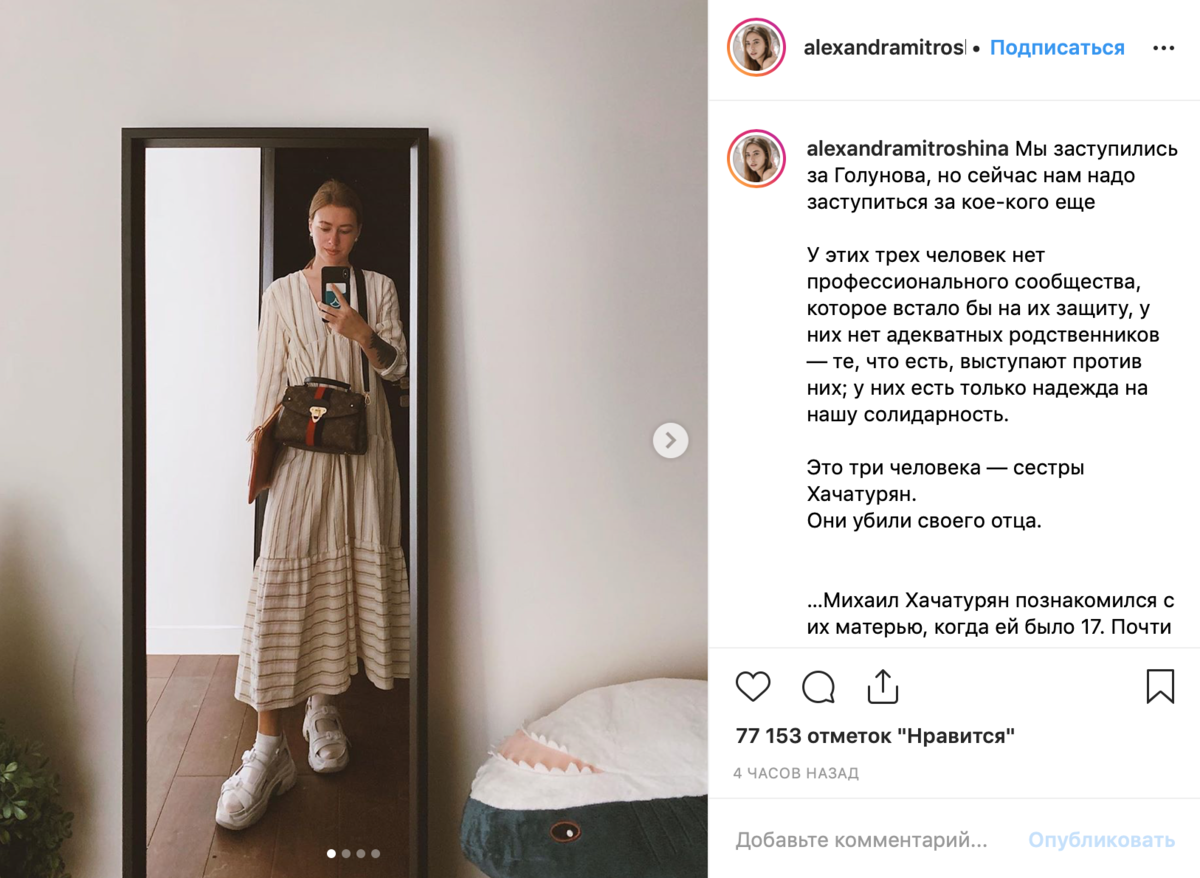 alexandramitros • Подписаться
alexandramitroshina Мы заступились
за Голунова, но сейчас нам надо
заступиться за кое-кого еще
У этих трех человек нет
профессионального сообщества,
которое встало бы на их защиту, у
них нет адекватных родственников
— те, что есть, выступают против
них; у них есть только надежда на
нашу солидарность.
Это три человека — сестры
Хачатурян.
Они убили своего отца.
...Михаил Хачатурян познакомился с
их матерью, когда ей было 17. Почти
77 153 отметок "Нравится"
4 ЧАСОВ НАЗАД
Добавьте комментарий... Опубликовать